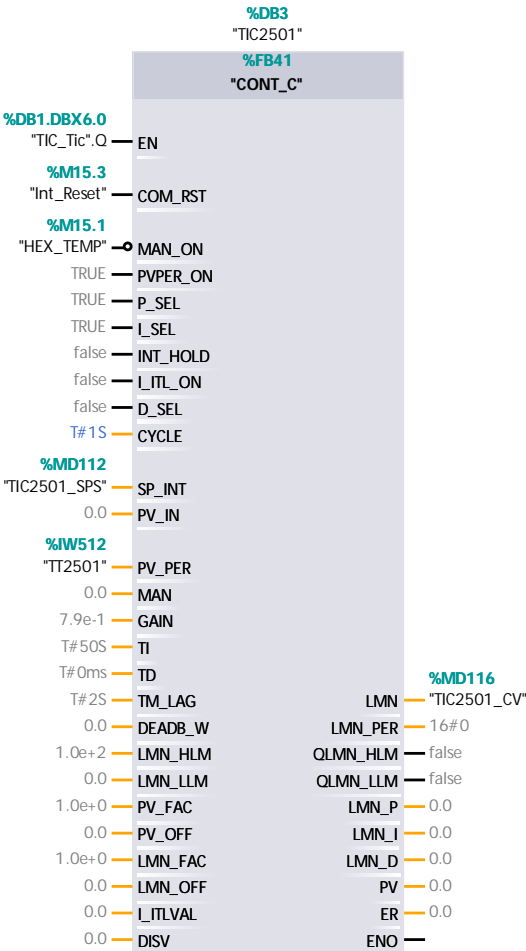 %DB3
"TIC2501"
%FB41
"CONT_C"
%DB1.DBX6.0
"TIC_Tic".Q EN
%M15.3
"Int_Reset" COM_RST
%M15.1
"HEX_TEMP" MAN_ON
TRUE PVPER_ON
TRUE P_SEL
TRUE I_SEL
false INT_HOLD
false I_ITL_ON
false D_SEL
T#1S CYCLE
%MD112
"TIC2501_SPS" SP_INT
0.0 PV_IN
%IW512
"TT2501" PV_PER
0.0 MAN
7.9e-1 GAIN
T#50S TI
T#0ms TD
%MD116
T#2S TM_LAG LMN "TIC2501_CV"
0.0 DEADB_W LMN_PER 16#0
1.0e+2 LMN_HLM QLMN_HLM false
0.0 LMN_LLM QLMN_LLM false
1.0e+0 PV_FAC LMN_P 0.0
0.0 PV_OFF LMN_I 0.0
1.0e+0 LMN_FAC LMN_D 0.0
0.0 LMN_OFF PV 0.0
0.0 I_ITLVAL ER 0.0
0.0 DISV ENO